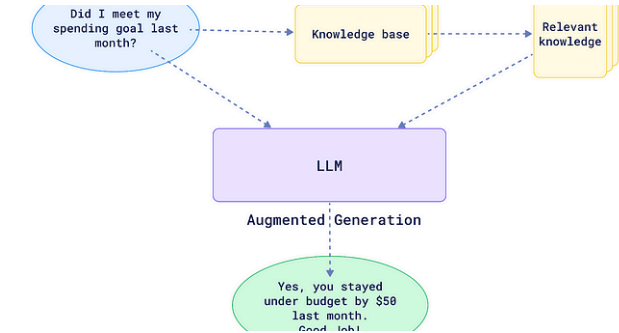 Did I meet my
spending goal last
month?
Knowledge base
Relevant
knowledge
LLM
Augmented Generation
Yes, you stayed
under budget by $50
last month.
Good Job!